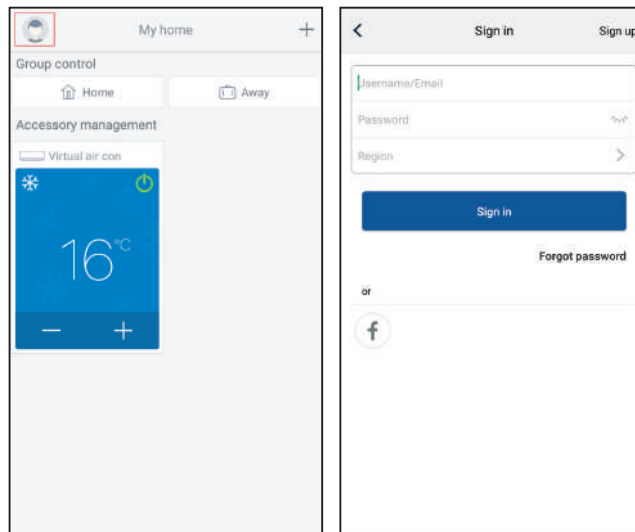 My home
+
Group control
Home
Away
Accessory management
Virtual air con
16°C
− +
Sign in
Sign up
Username/Email
Password
Region
Sign in
Forgot password
or
f